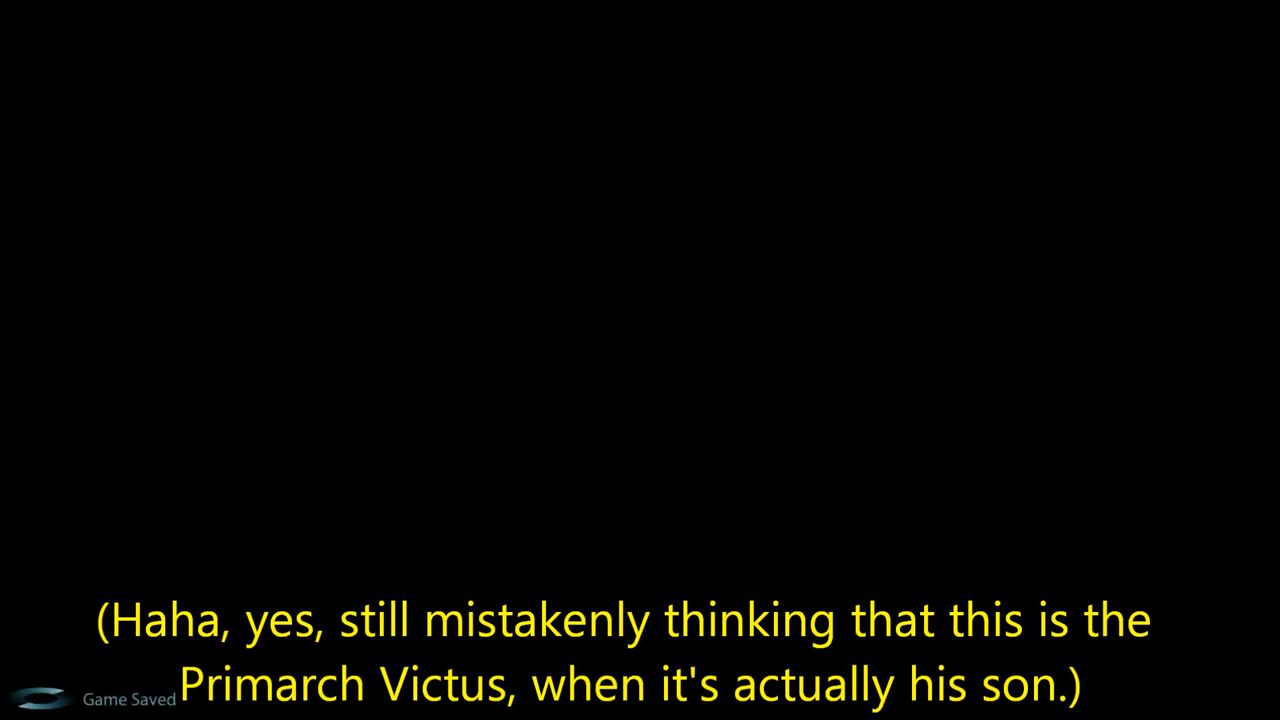 (Haha, yes, still mistakenly thinking that this is the
Primarch Victus, when it's actually his son.)
Game Saved